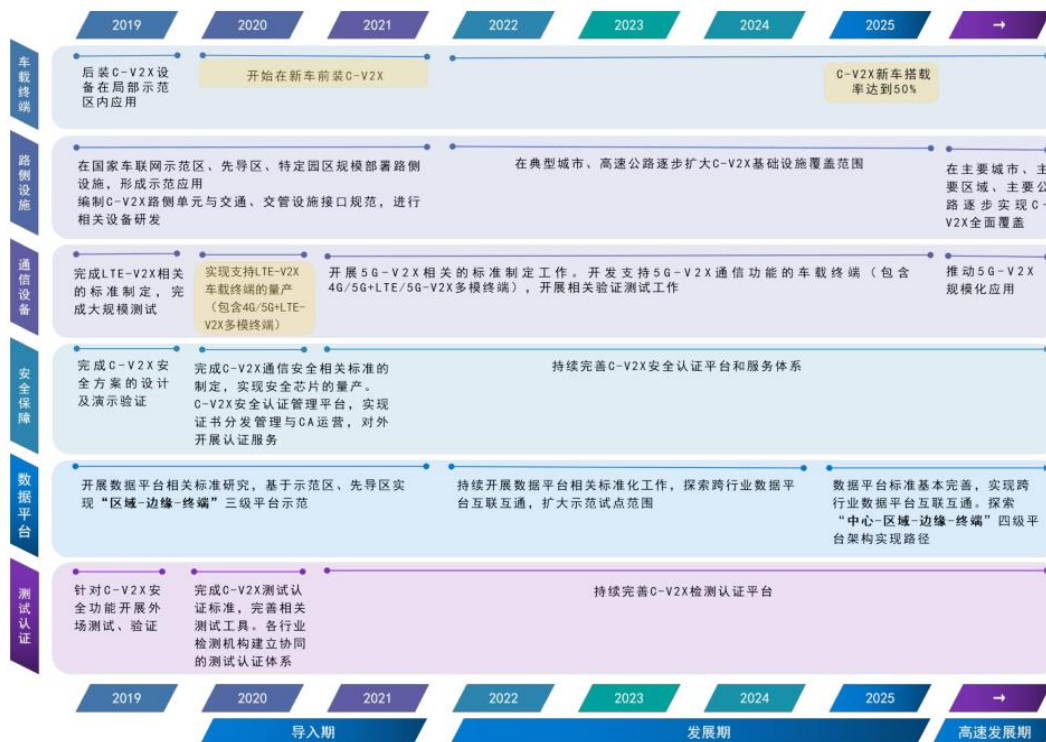 2019 2020 2021 2022 2023 2024 2025 →
车载终端
后装C-V2X设
备在局部示范
区内应用
开始在新车前装C-V2X
C-V2X新车搭载
率达到50%
路侧设施
在国家车联网示范区、先导区、特定园区规模部署路侧
设施，形成示范应用
编制C-V2X路侧单元与交通、交管设施接口规范，进行
相关设备研发
在典型城市、高速公路逐步扩大C-V2X基础设施覆盖范围
在主要城市、主
要区域、主要公
路逐步实现C-
V2X全面覆盖
通信设备
完成LTE-V2X相关
的标准制定，完
成大规模测试
实现支持LTE-V2X
车载终端的量产
（包含4G/5G+LTE-
V2X多模终端）
开展5G-V2X相关的标准制定工作。开发支持5G-V2X通信功能的车载终端（包含
4G/5G+LTE/5G-V2X多模终端），开展相关验证测试工作
推动5G-V2X
规模化应用
安全保障
完成C-V2X安
全方案的设计
及演示验证
完成C-V2X通信安全相关标准的
制定，实现安全芯片的量产。
C-V2X安全认证管理平台，实现
证书分发管理与CA运营，对外
开展认证服务
持续完善C-V2X安全认证平台和服务体系
数据平台
开展数据平台相关标准研究，基于示范区、先导区实
现“区域-边缘-终端”三级平台示范
持续开展数据平台相关标准化工作，探索跨行业数据平
台互联互通，扩大示范试点范围
数据平台标准基本完善，实现跨
行业数据平台互联互通。探索
“中心-区域-边缘-终端”四级平
台架构实现路径
测试认证
针对C-V2X安
全功能开展外
场测试、验证
完成C-V2X测试认
证标准，完善相关
测试工具。各行业
检测机构建立协同
的测试认证体系
持续完善C-V2X检测认证平台
2019 2020 2021 2022 2023 2024 2025 →
导入期 发展期 高速发展期